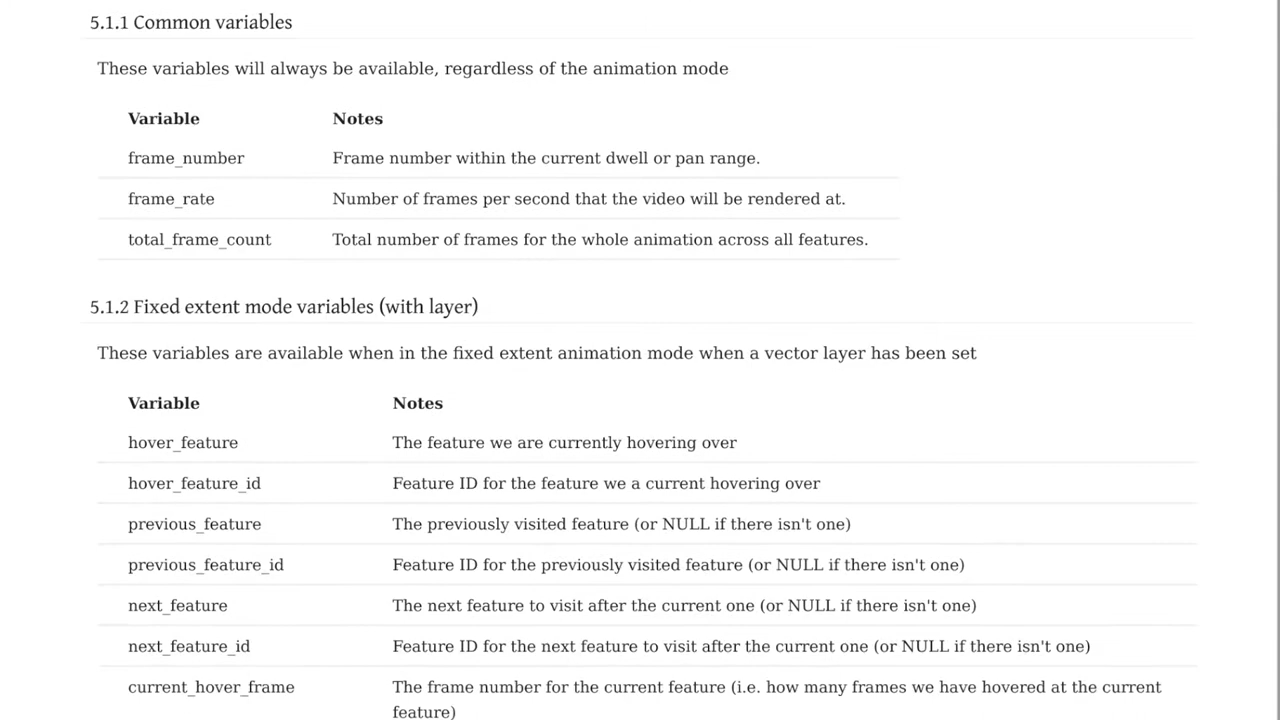 5.1.1 Common variables
These variables will always be available, regardless of the animation mode
Variable Notes
frame_number Frame number within the current dwell or pan range.
frame_rate Number of frames per second that the video will be rendered at.
total_frame_count Total number of frames for the whole animation across all features.
5.1.2 Fixed extent mode variables (with layer)
These variables are available when in the fixed extent animation mode when a vector layer has been set
Variable Notes
hover_feature The feature we are currently hovering over
hover_feature_id Feature ID for the feature we a current hovering over
previous_feature The previously visited feature (or NULL if there isn't one)
previous_feature_id Feature ID for the previously visited feature (or NULL if there isn't one)
next_feature The next feature to visit after the current one (or NULL if there isn't one)
next_feature_id Feature ID for the next feature to visit after the current one (or NULL if there isn't one)
current_hover_frame The frame number for the current feature (i.e. how many frames we have hovered at the current
feature)